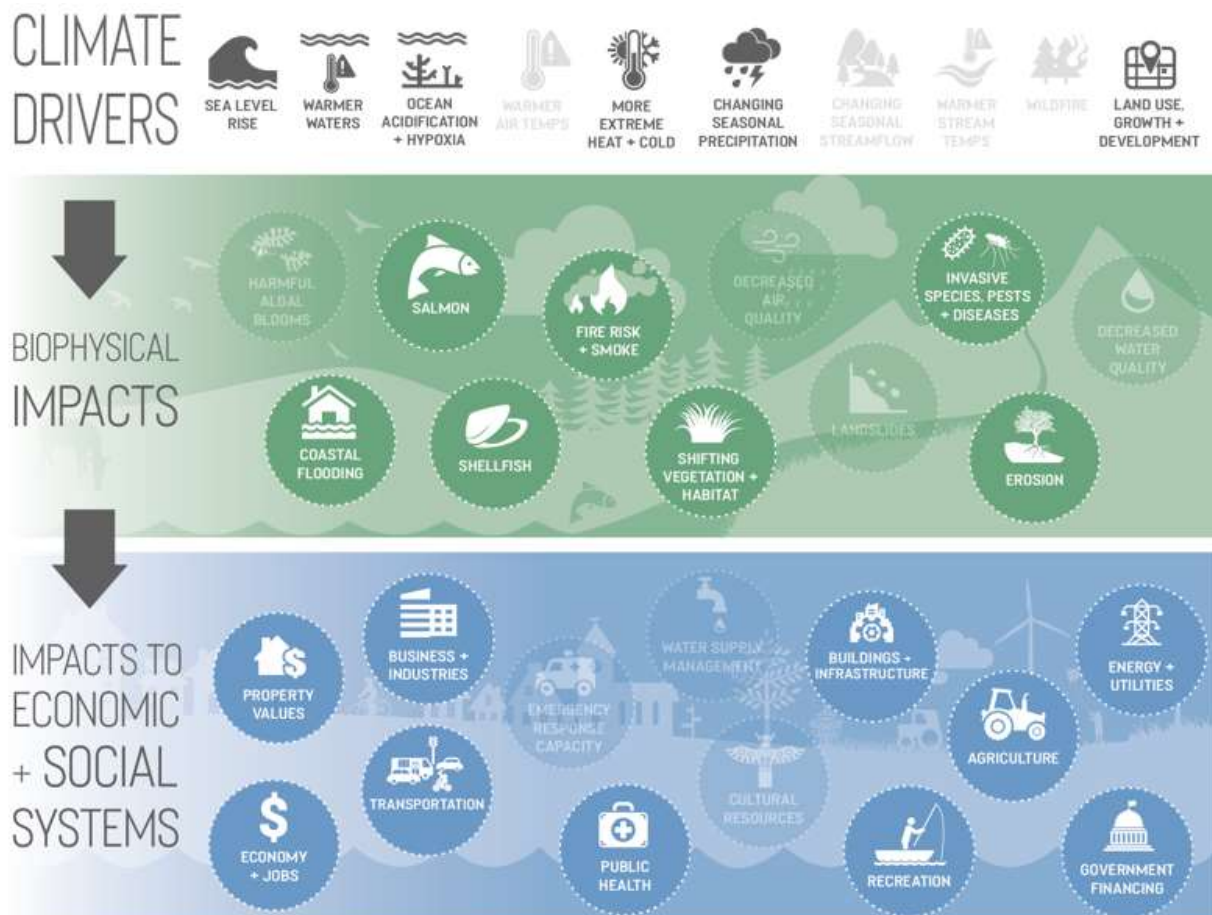 CLIMATE
DRIVERS
SEA LEVEL
RISE
WARMER
WATERS
OCEAN
ACIDIFICATION
+ HYPOXIA
WARMER
AIR TEMPS
MORE
EXTREME
HEAT + COLD
CHANGING
SEASONAL
PRECIPITATION
CHANGING
SEASONAL
STREAMFLOW
WARMER
STREAM
TEMPS
WILDFIRE
LAND USE,
GROWTH +
DEVELOPMENT
BIOPHYSICAL
IMPACTS
HARMFUL
ALGAL
BLOOMS
SALMON
FIRE RISK
+ SMOKE
DECREASED
AIR
QUALITY
INVASIVE
SPECIES, PESTS
+ DISEASES
DECREASED
WATER
QUALITY
COASTAL
FLOODING
SHELLFISH
SHIFTING
VEGETATION +
HABITAT
LANDSLIDES
EROSION
IMPACTS TO
ECONOMIC
+ SOCIAL
SYSTEMS
PROPERTY
VALUES
BUSINESS +
INDUSTRIES
EMERGENCY
RESPONSE
CAPACITY
WATER SUPPLY
MANAGEMENT
BUILDINGS +
INFRASTRUCTURE
AGRICULTURE
ENERGY +
UTILITIES
ECONOMY
+ JOBS
TRANSPORTATION
PUBLIC
HEALTH
CULTURAL
RESOURCES
RECREATION
GOVERNMENT
FINANCING